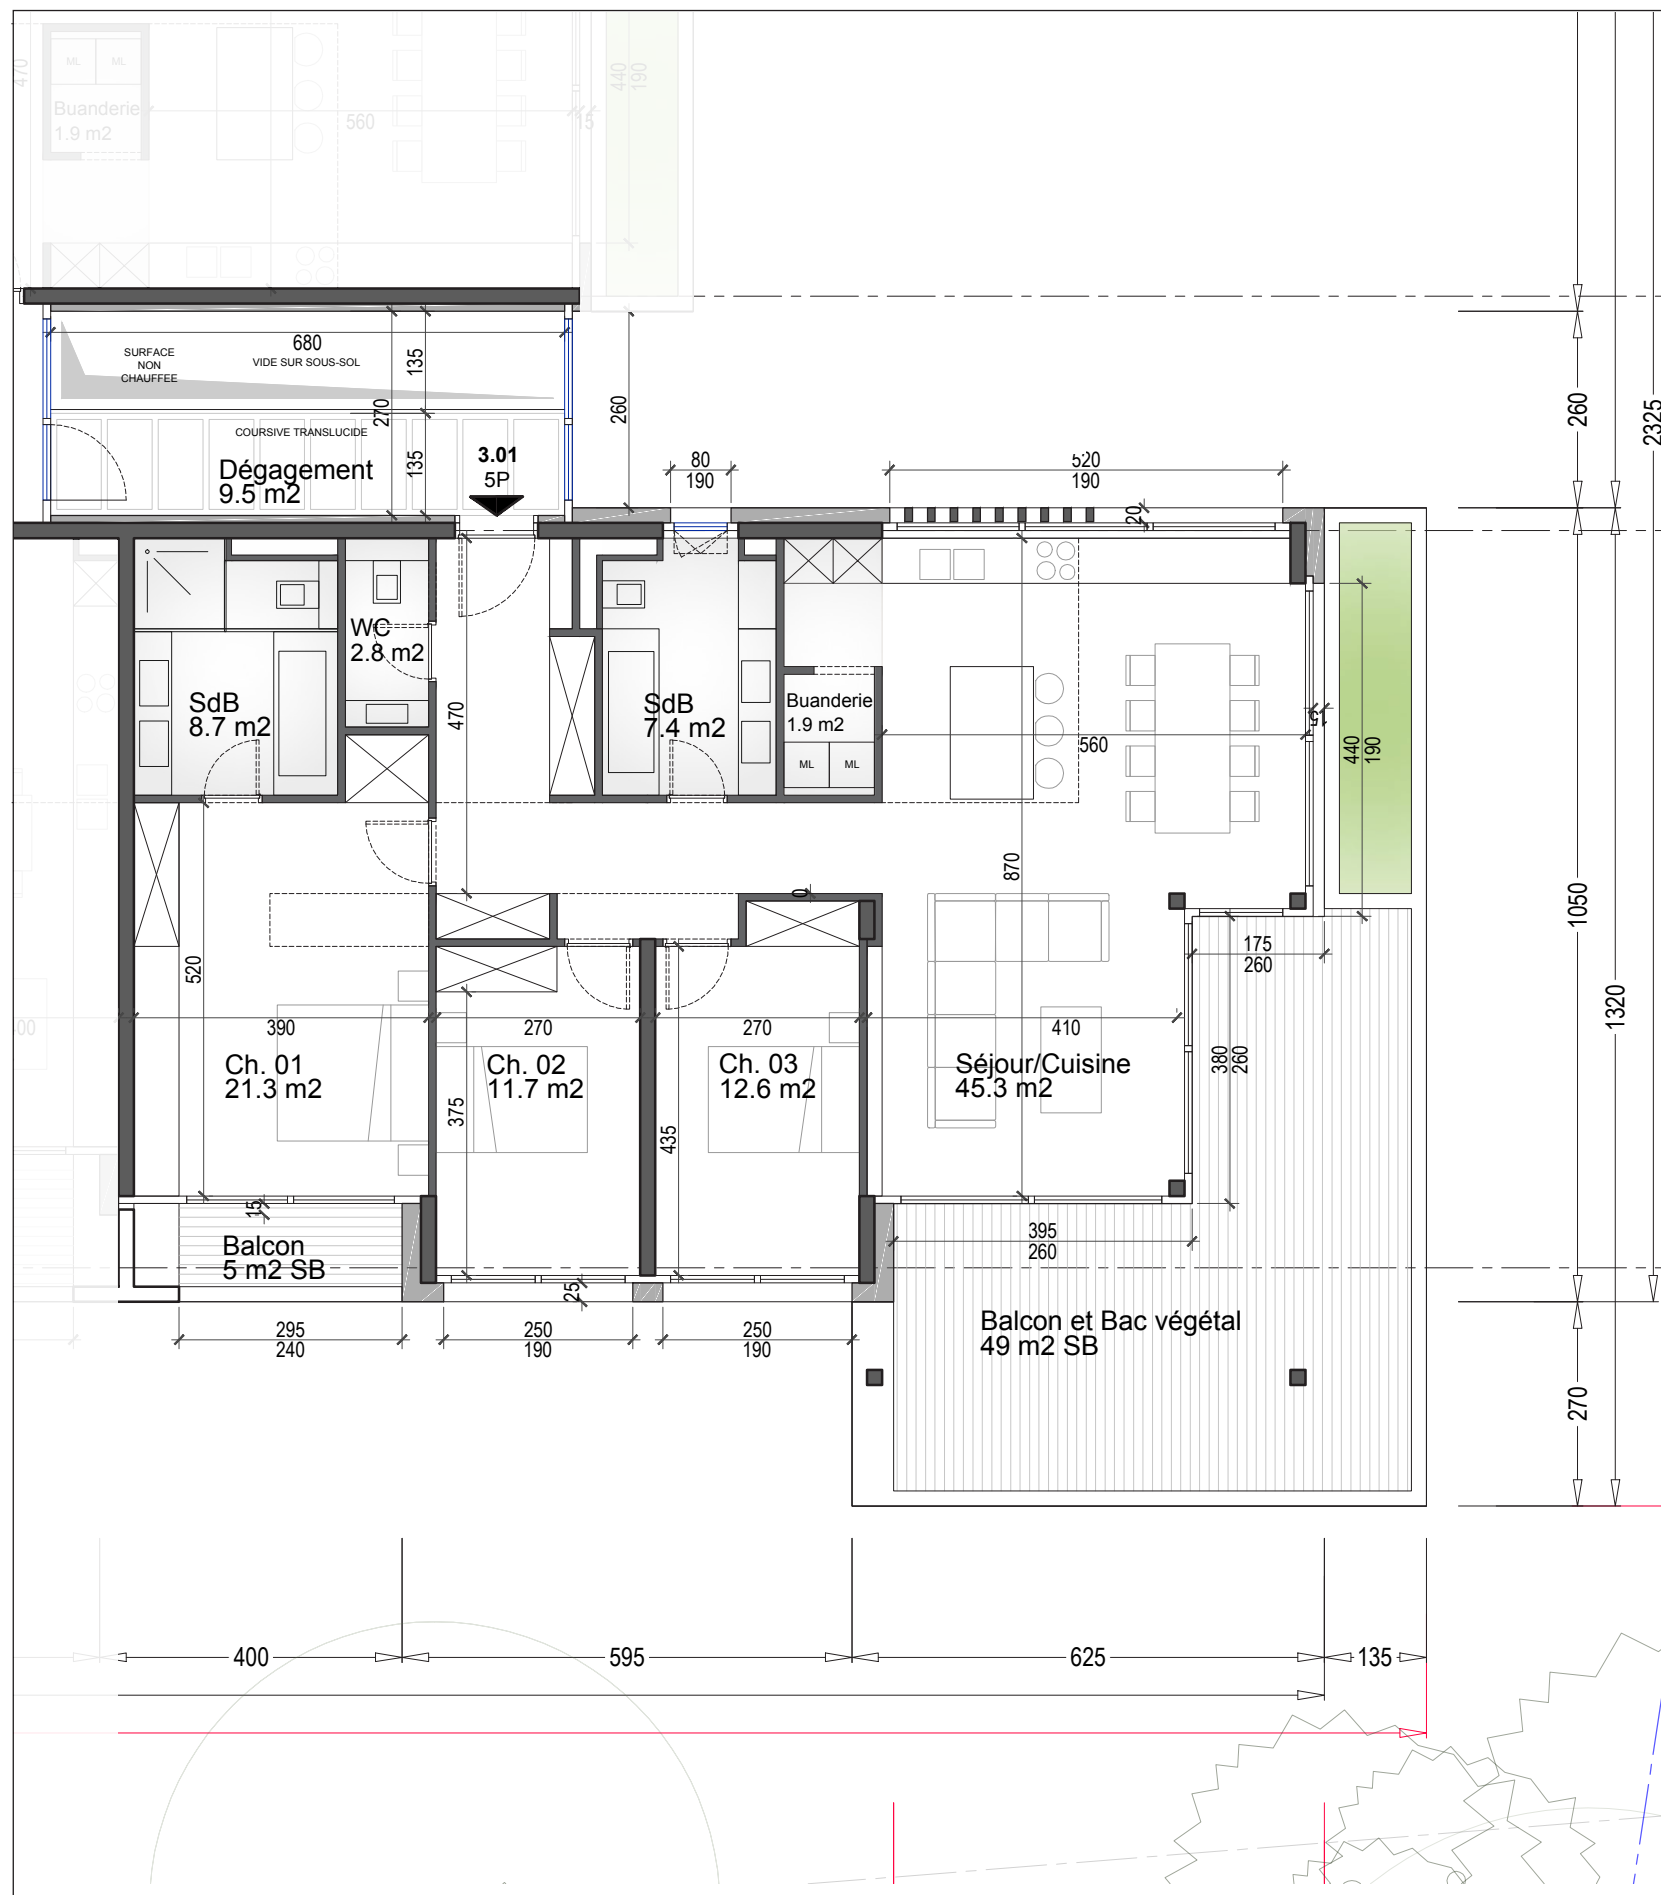 470
ML
ML
Buanderie
1.9 m2
560
15
440
190
680
SURFACE
NON
CHAUFFEE
VIDE SUR SOUS-SOL
135
270
260
260
2325
COURSIVE TRANSLUCIDE
Dégagement
9.5 m2
135
3.01
5P
80
190
520
190
20
WC
2.8 m2
SdB
8.7 m2
470
SdB
7.4 m2
Buanderie
1.9 m2
ML
ML
560
15
440
190
870
0
1050
1320
520
175
260
400
390
270
270
410
380
260
Ch. 01
21.3 m2
Ch. 02
11.7 m2
Ch. 03
12.6 m2
Séjour/Cuisine
45.3 m2
375
435
15
Balcon
5 m2 SB
395
260
25
295
240
250
190
250
190
Balcon et Bac végétal
49 m2 SB
270
400
595
625
135